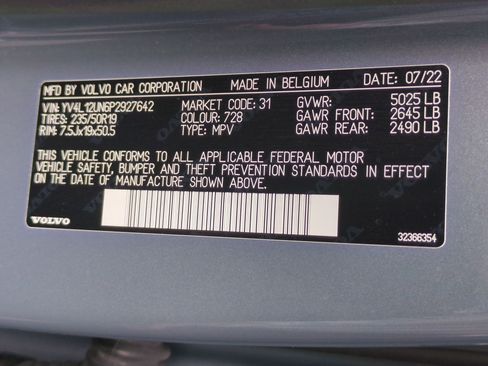 MFD BY VOLVO CAR CORPORATION MADE IN BELGIUM DATE: 07/22
VIN: YV4L12UN6P2927642 MARKET CODE: 31 GVWR: 5025 LB
TIRES: 235/50R19 COLOUR: 728 GAWR FRONT: 2645 LB
RIM: 7.5Jx19x50.5 TYPE: MPV GAWR REAR: 2490 LB
THIS VEHICLE CONFORMS TO ALL APPLICABLE FEDERAL MOTOR
VEHICLE SAFETY, BUMPER AND THEFT PREVENTION STANDARDS IN EFFECT
ON THE DATE OF MANUFACTURE SHOWN ABOVE.
VOLVO 32366354